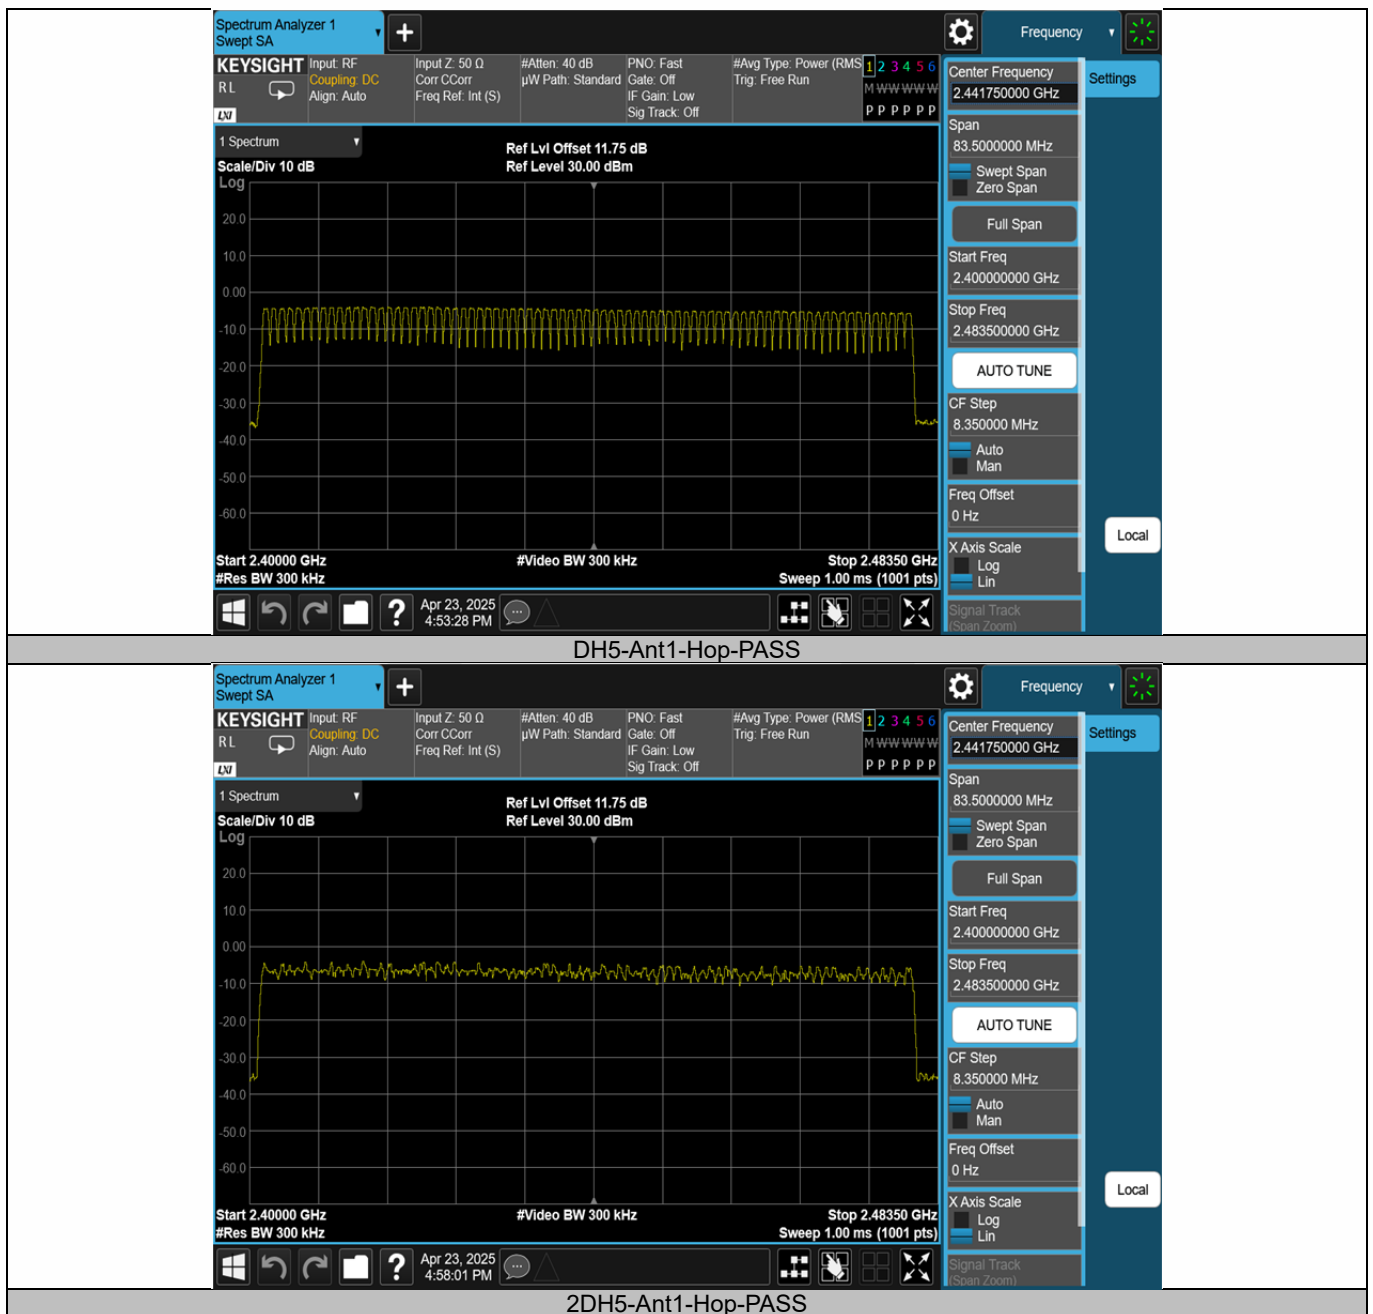 Spectrum Analyzer 1
Swept SA
+
Frequency
KEYSIGHT
RL
LXI
Input: RF
Coupling: DC
Align: Auto
Input Z: 50 Ω
Corr CCorr
Freq Ref: Int (S)
#Atten: 40 dB
µW Path: Standard
PNO: Fast
Gate: Off
IF Gain: Low
Sig Track: Off
#Avg Type: Power (RMS
Trig: Free Run
1 2 3 4 5 6
M W W W W W
P P P P P P
Center Frequency
2.441750000 GHz
Settings
Span
83.5000000 MHz
Swept Span
Zero Span
Full Span
Start Freq
2.400000000 GHz
Stop Freq
2.483500000 GHz
AUTO TUNE
CF Step
8.350000 MHz
Auto
Man
Freq Offset
0 Hz
X Axis Scale
Log
Lin
Signal Track
(Span Zoom)
Local
1 Spectrum
Scale/Div 10 dB
Log
Ref Lvl Offset 11.75 dB
Ref Level 30.00 dBm
20.0
10.0
0.00
-10.0
-20.0
-30.0
-40.0
-50.0
-60.0
Start 2.40000 GHz
#Res BW 300 kHz
#Video BW 300 kHz
Stop 2.48350 GHz
Sweep 1.00 ms (1001 pts)
?
Apr 23, 2025
4:53:28 PM
DH5-Ant1-Hop-PASS
Spectrum Analyzer 1
Swept SA
+
Frequency
KEYSIGHT
RL
LXI
Input: RF
Coupling: DC
Align: Auto
Input Z: 50 Ω
Corr CCorr
Freq Ref: Int (S)
#Atten: 40 dB
µW Path: Standard
PNO: Fast
Gate: Off
IF Gain: Low
Sig Track: Off
#Avg Type: Power (RMS
Trig: Free Run
1 2 3 4 5 6
M W W W W W
P P P P P P
Center Frequency
2.441750000 GHz
Settings
Span
83.5000000 MHz
Swept Span
Zero Span
Full Span
Start Freq
2.400000000 GHz
Stop Freq
2.483500000 GHz
AUTO TUNE
CF Step
8.350000 MHz
Auto
Man
Freq Offset
0 Hz
X Axis Scale
Log
Lin
Signal Track
(Span Zoom)
Local
1 Spectrum
Scale/Div 10 dB
Log
Ref Lvl Offset 11.75 dB
Ref Level 30.00 dBm
20.0
10.0
0.00
-10.0
-20.0
-30.0
-40.0
-50.0
-60.0
Start 2.40000 GHz
#Res BW 300 kHz
#Video BW 300 kHz
Stop 2.48350 GHz
Sweep 1.00 ms (1001 pts)
?
Apr 23, 2025
4:58:01 PM
2DH5-Ant1-Hop-PASS